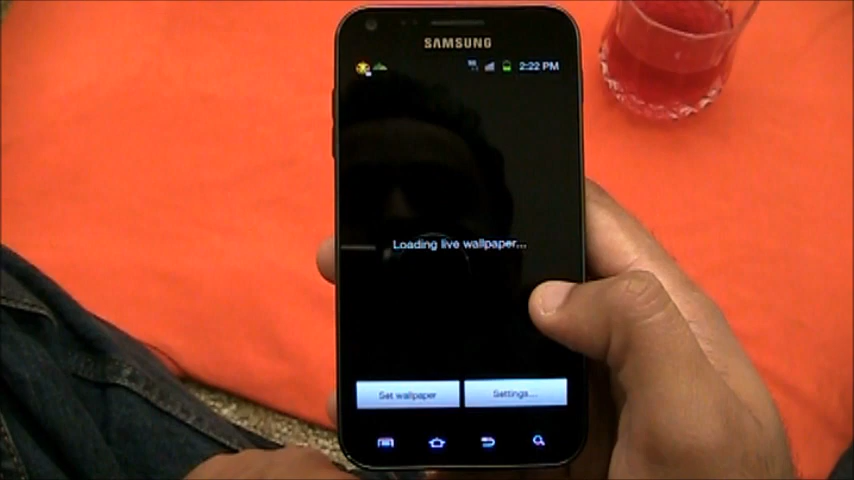 SAMSUNG
2:22 PM
Loading live wallpaper...
Set wallpaper
Settings...